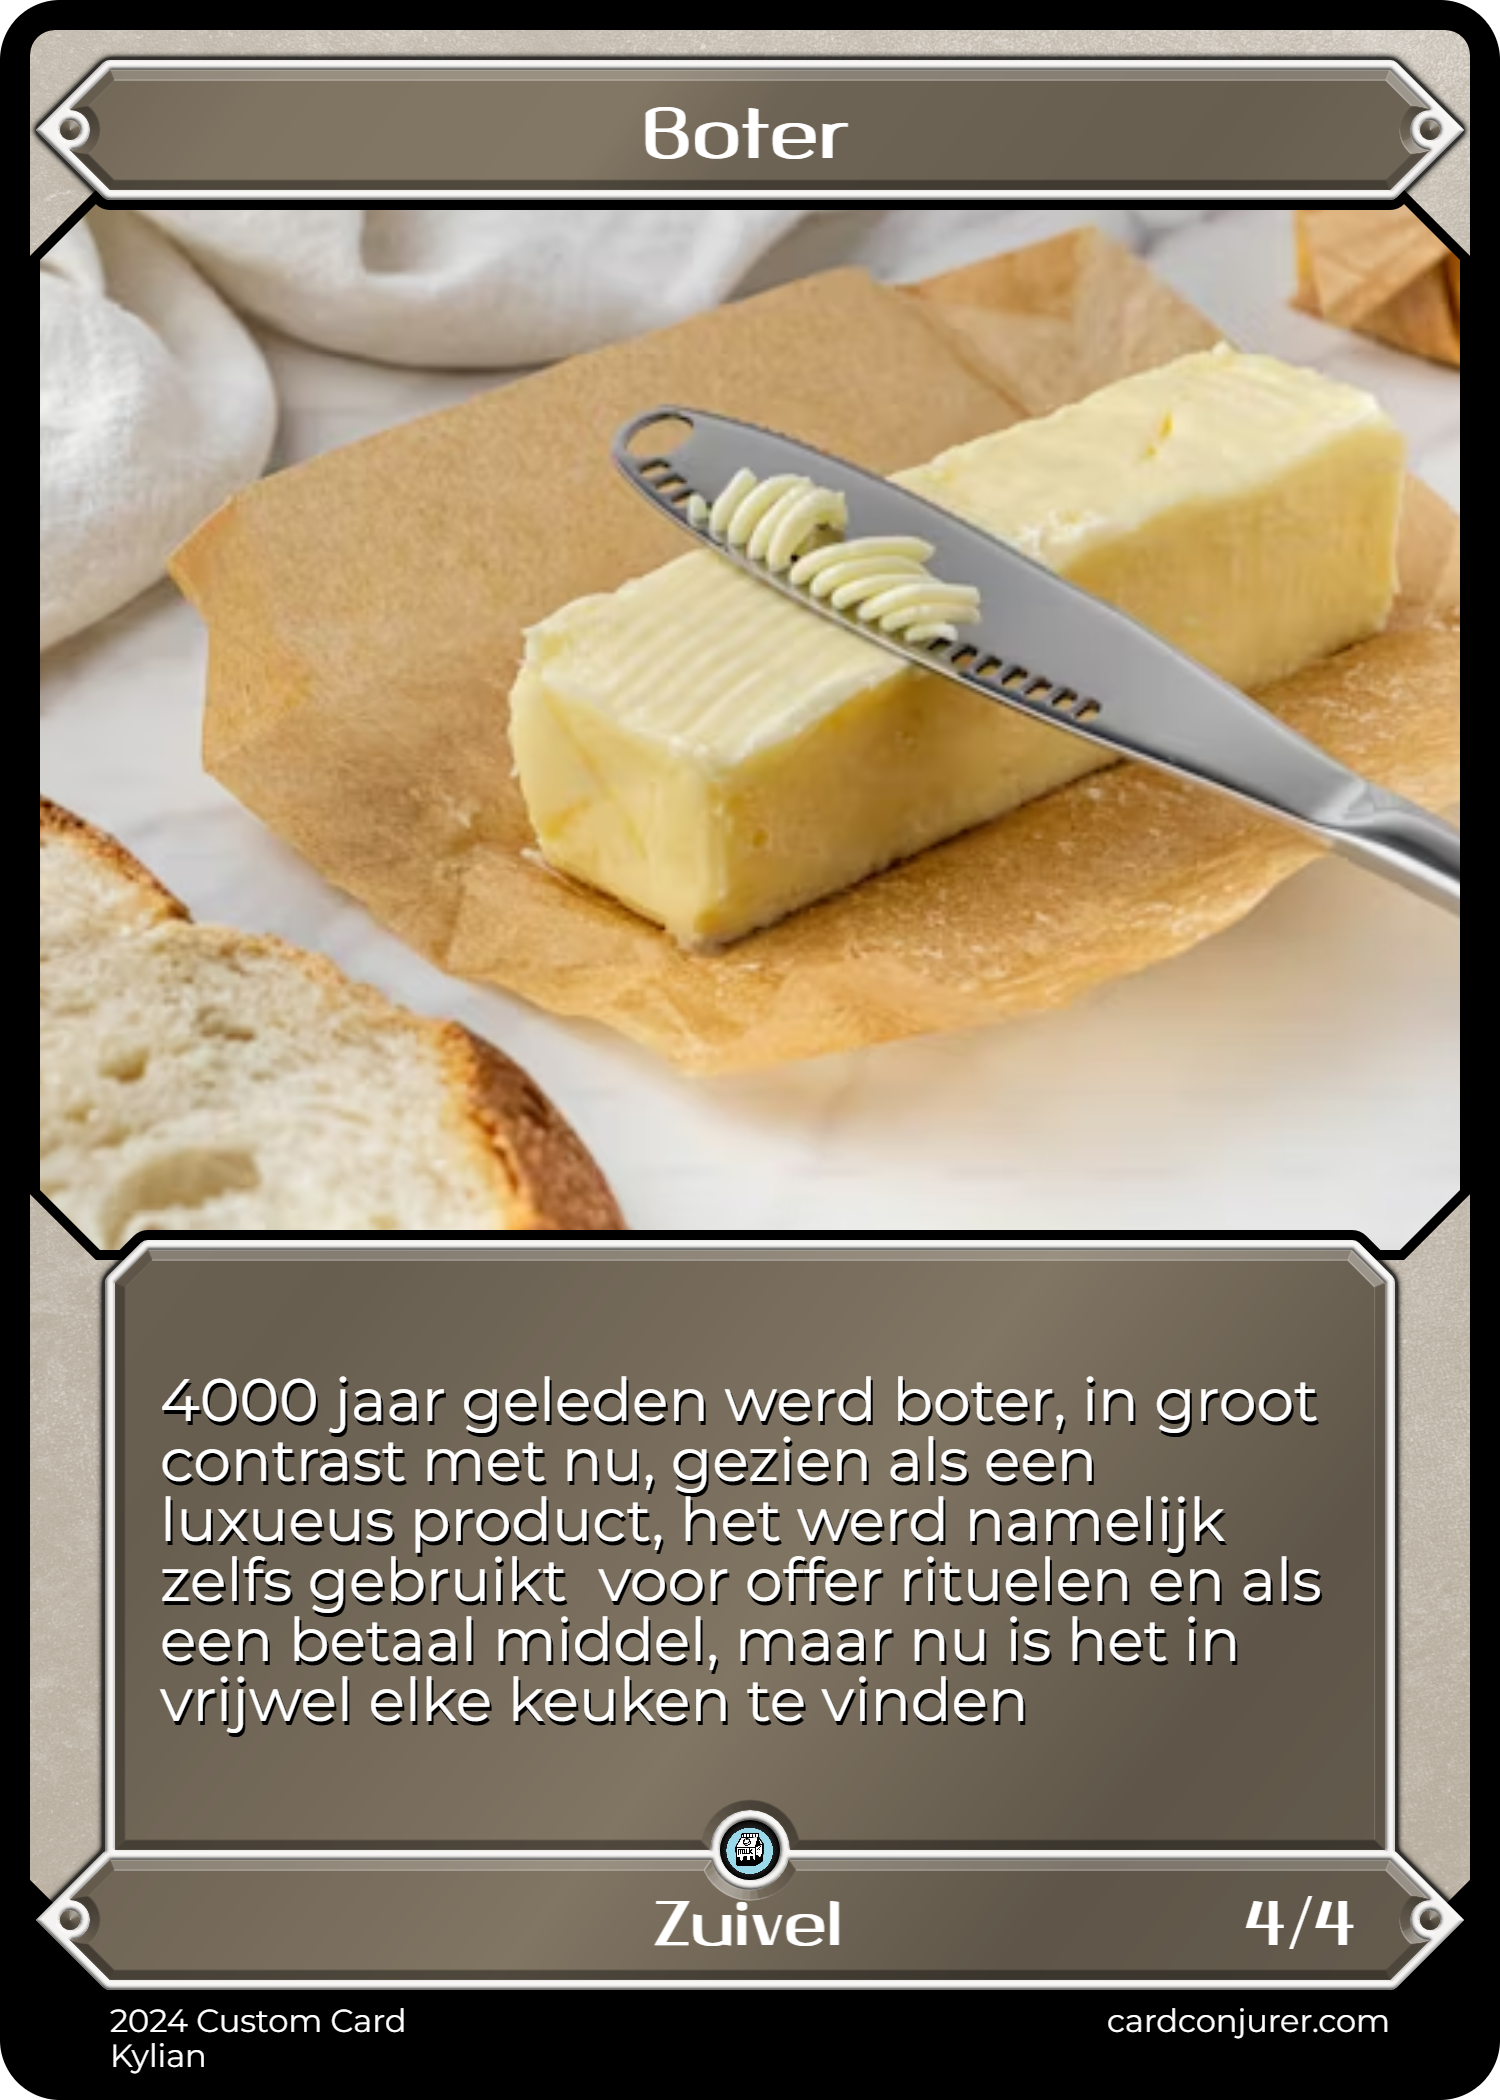 Boter
4000 jaar geleden werd boter, in groot
contrast met nu, gezien als een
luxueus product, het werd namelijk
zelfs gebruikt  voor offer rituelen en als
een betaal middel, maar nu is het in
vrijwel elke keuken te vinden
MILK
Zuivel
4/4
2024 Custom Card
Kylian
cardconjurer.com